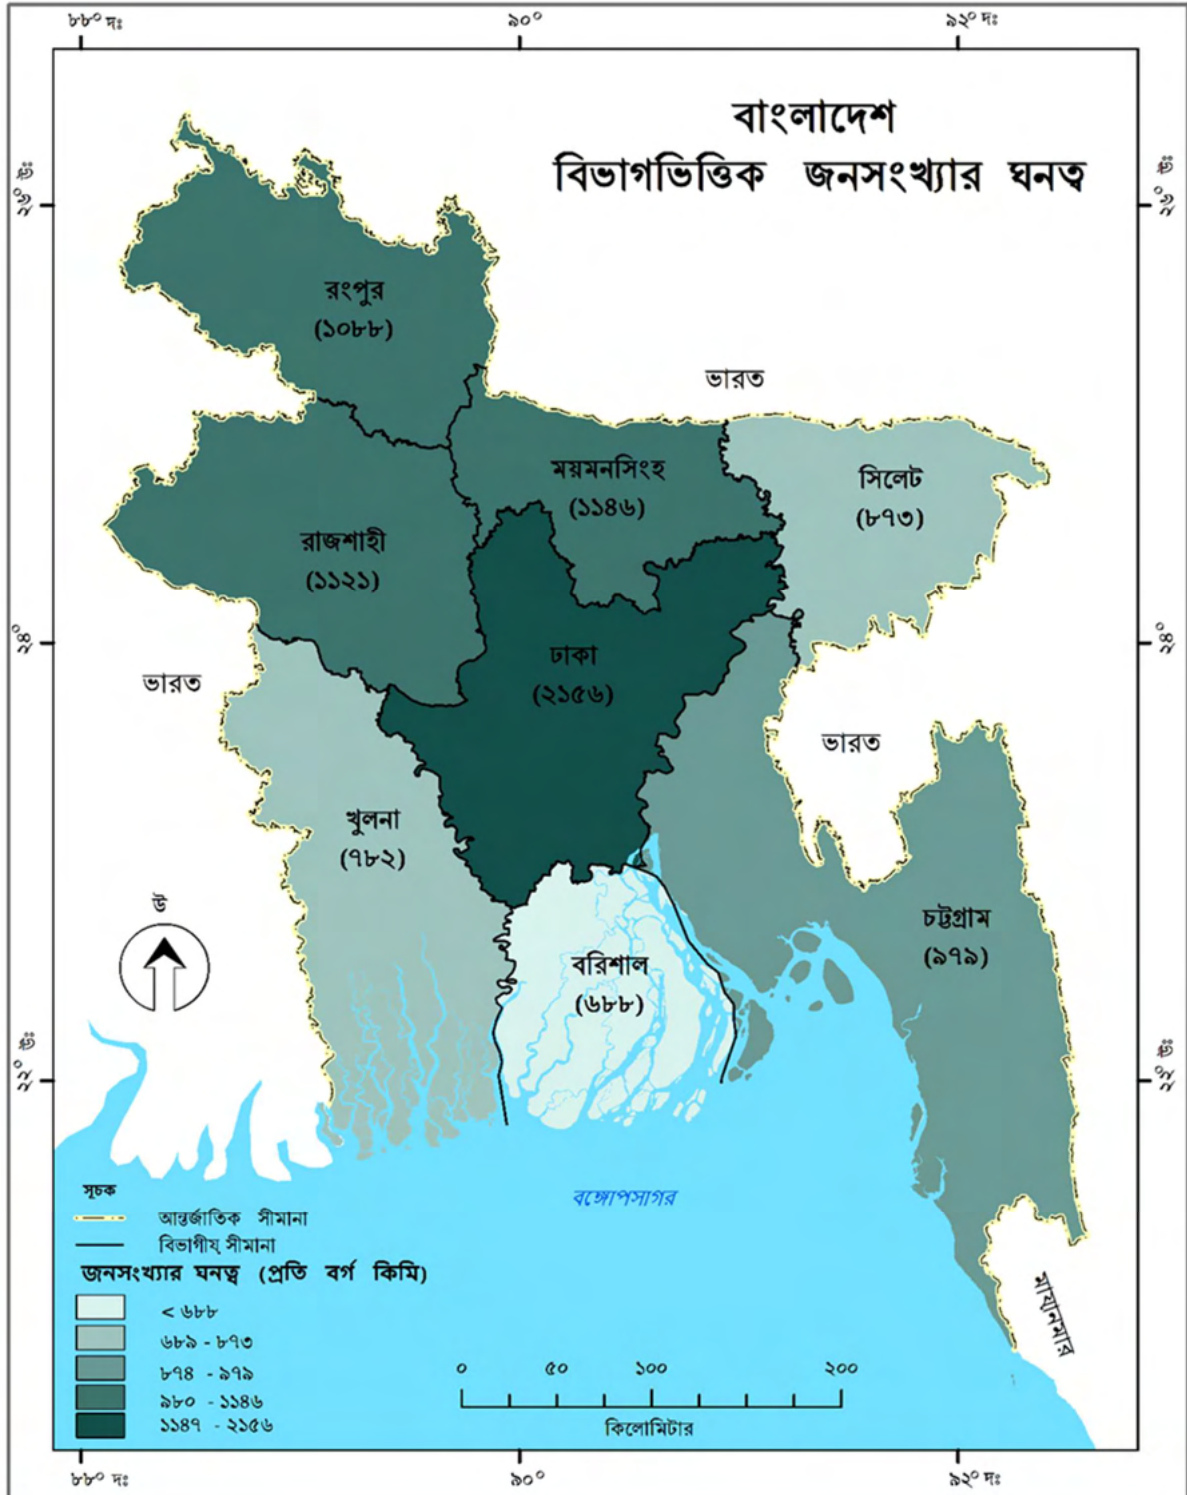 ৮৮° দঃ
৯০°
৯২° দঃ
বাংলাদেশ
বিভাগভিত্তিক জনসংখ্যার ঘনত্ব
২৬° উঃ
২৬° উঃ
রংপুর
(১০৮৮)
ভারত
ময়মনসিংহ
(১১৪৬)
সিলেট
(৮৭৩)
রাজশাহী
(১১২১)
২৪°
২৪°
ঢাকা
(২১৫৬)
ভারত
ভারত
খুলনা
(৭৮২)
উ
চট্টগ্রাম
(৯৭৯)
বরিশাল
(৬৮৮)
২২° উঃ
২২° উঃ
বঙ্গোপসাগর
সূচক
আন্তর্জাতিক সীমানা
বিভাগীয় সীমানা
জনসংখ্যার ঘনত্ব (প্রতি বর্গ কিমি)
< ৬৮৮
৬৮৯ - ৮৭৩
৮৭৪ - ৯৭৯
৯৮০ - ১১৪৬
১১৪৭ - ২১৫৬
মায়ানমার
০ ৫০ ১০০ ২০০
কিলোমিটার
৮৮° দঃ
৯০°
৯২° দঃ